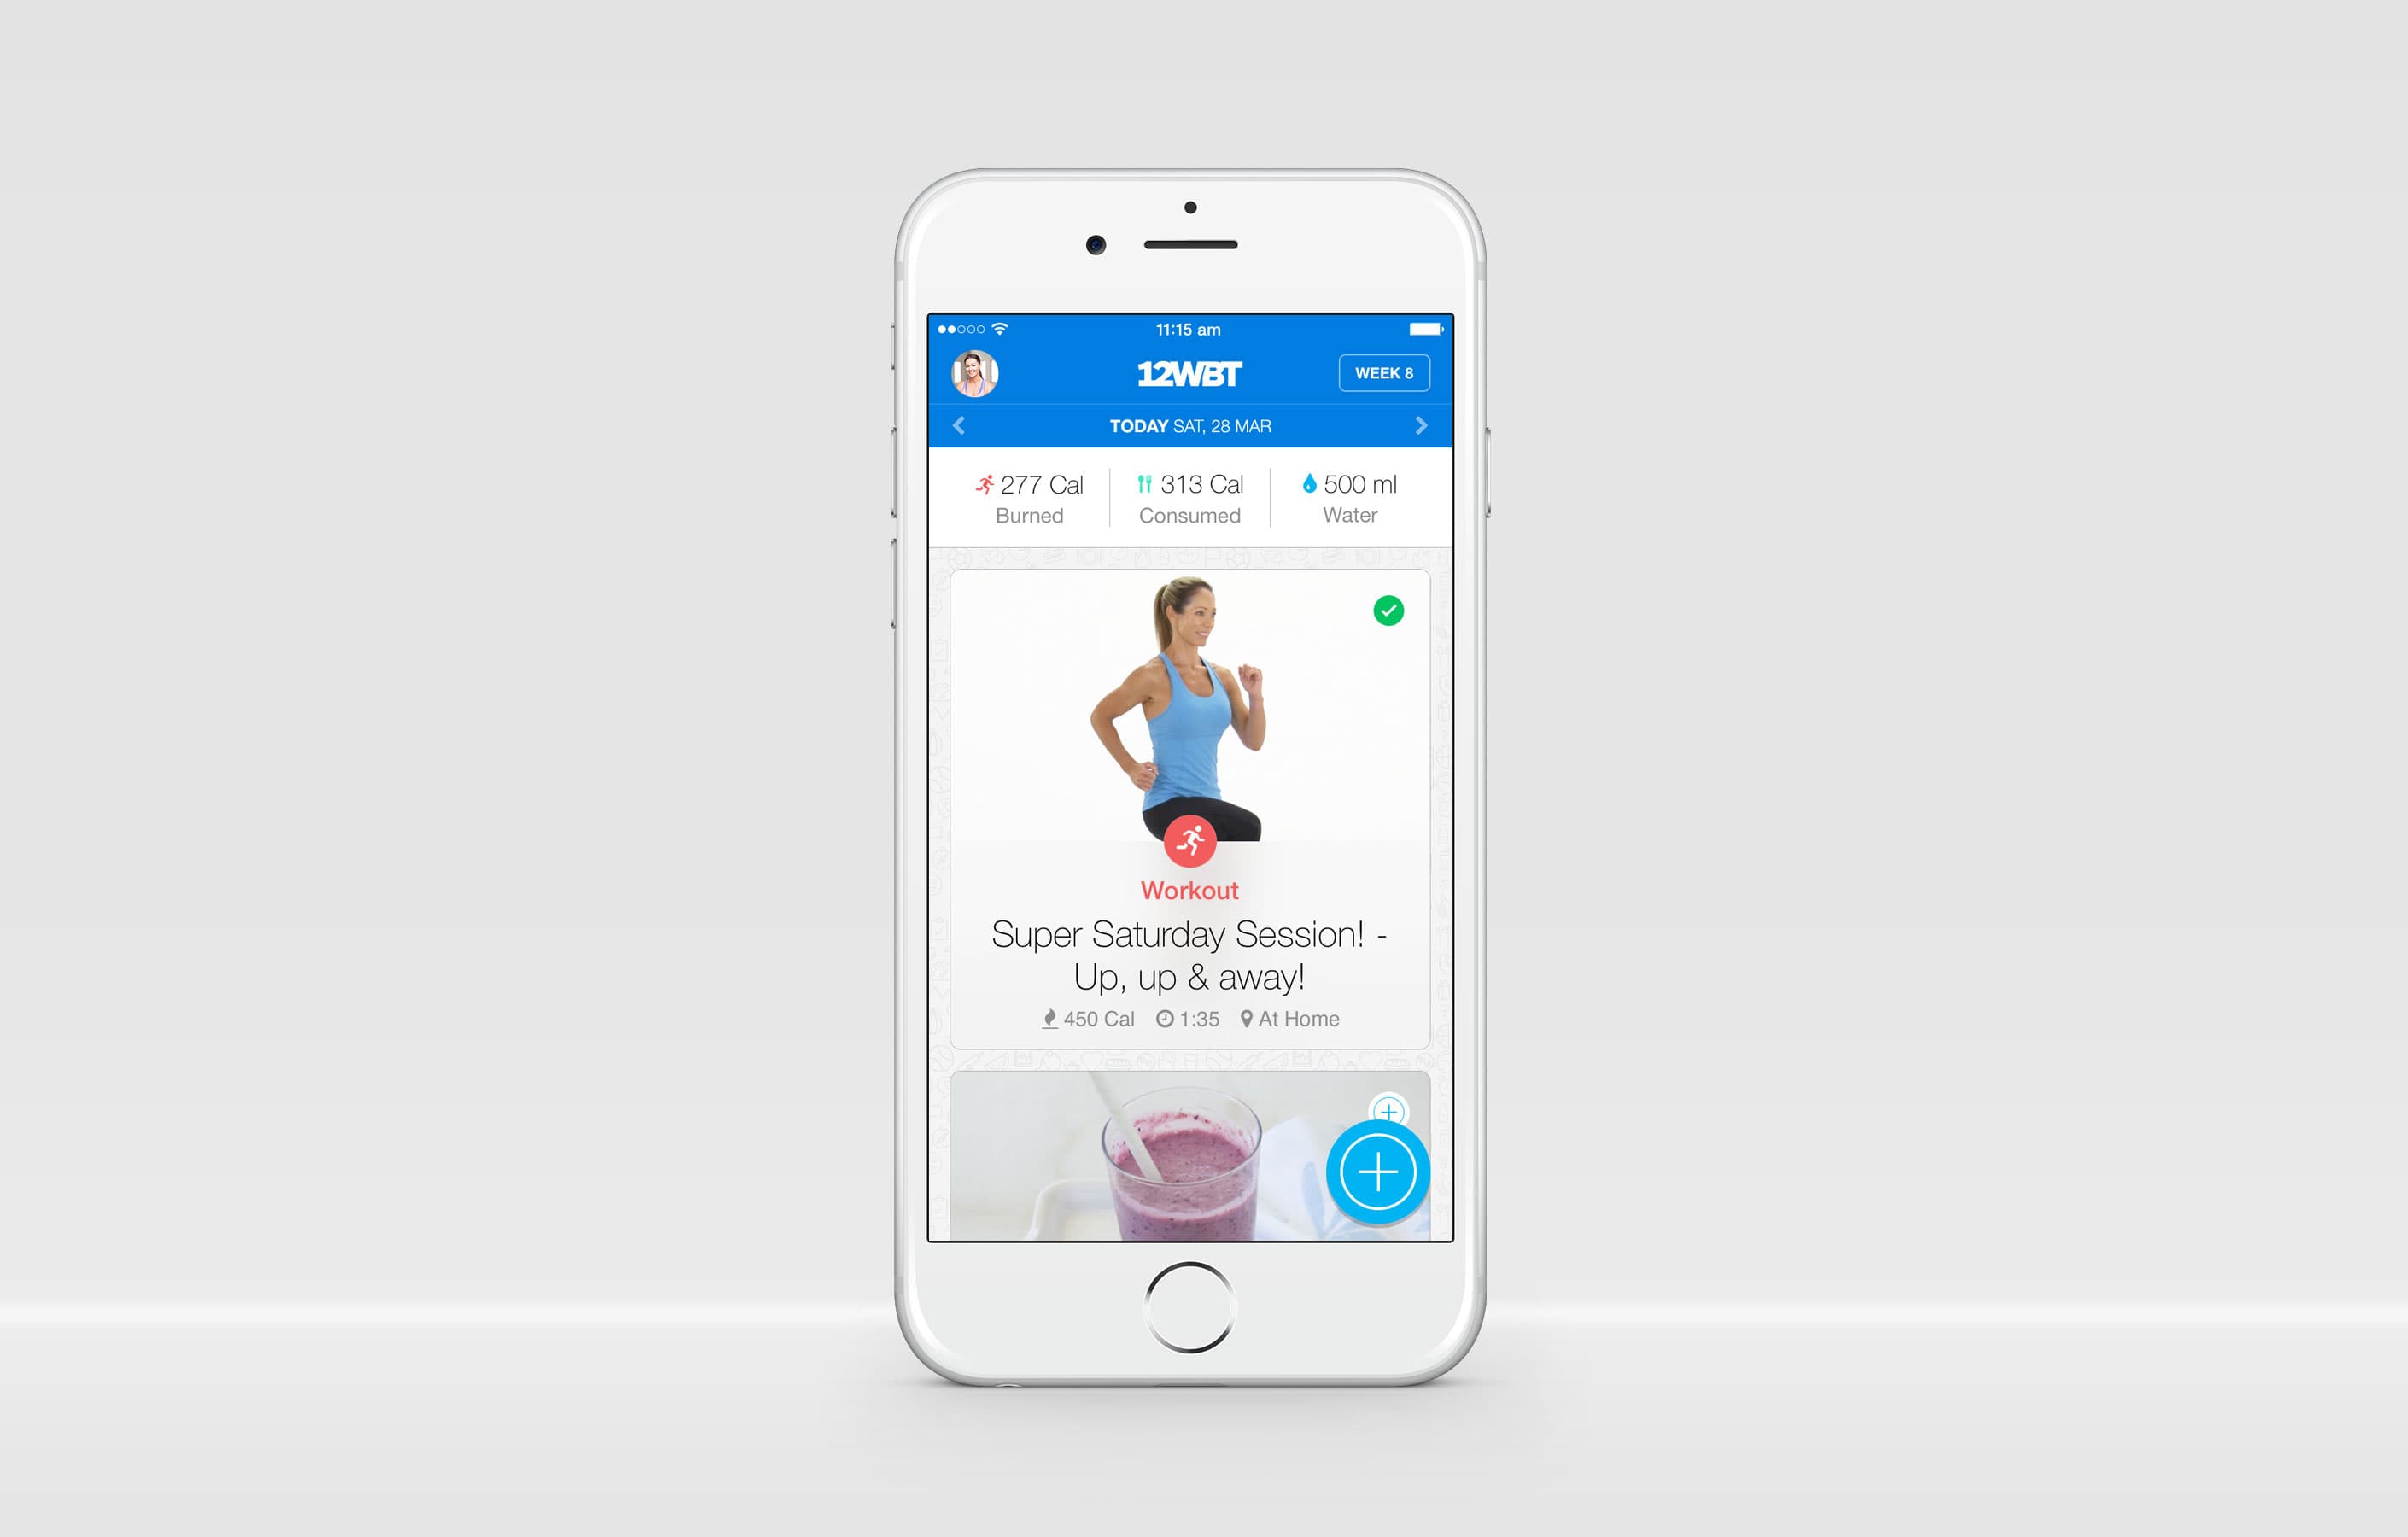 11:15 am
12WBT
WEEK 8
TODAY SAT, 28 MAR
277 Cal
Burned
313 Cal
Consumed
500 ml
Water
Workout
Super Saturday Session! -
Up, up & away!
450 Cal 1:35 At Home